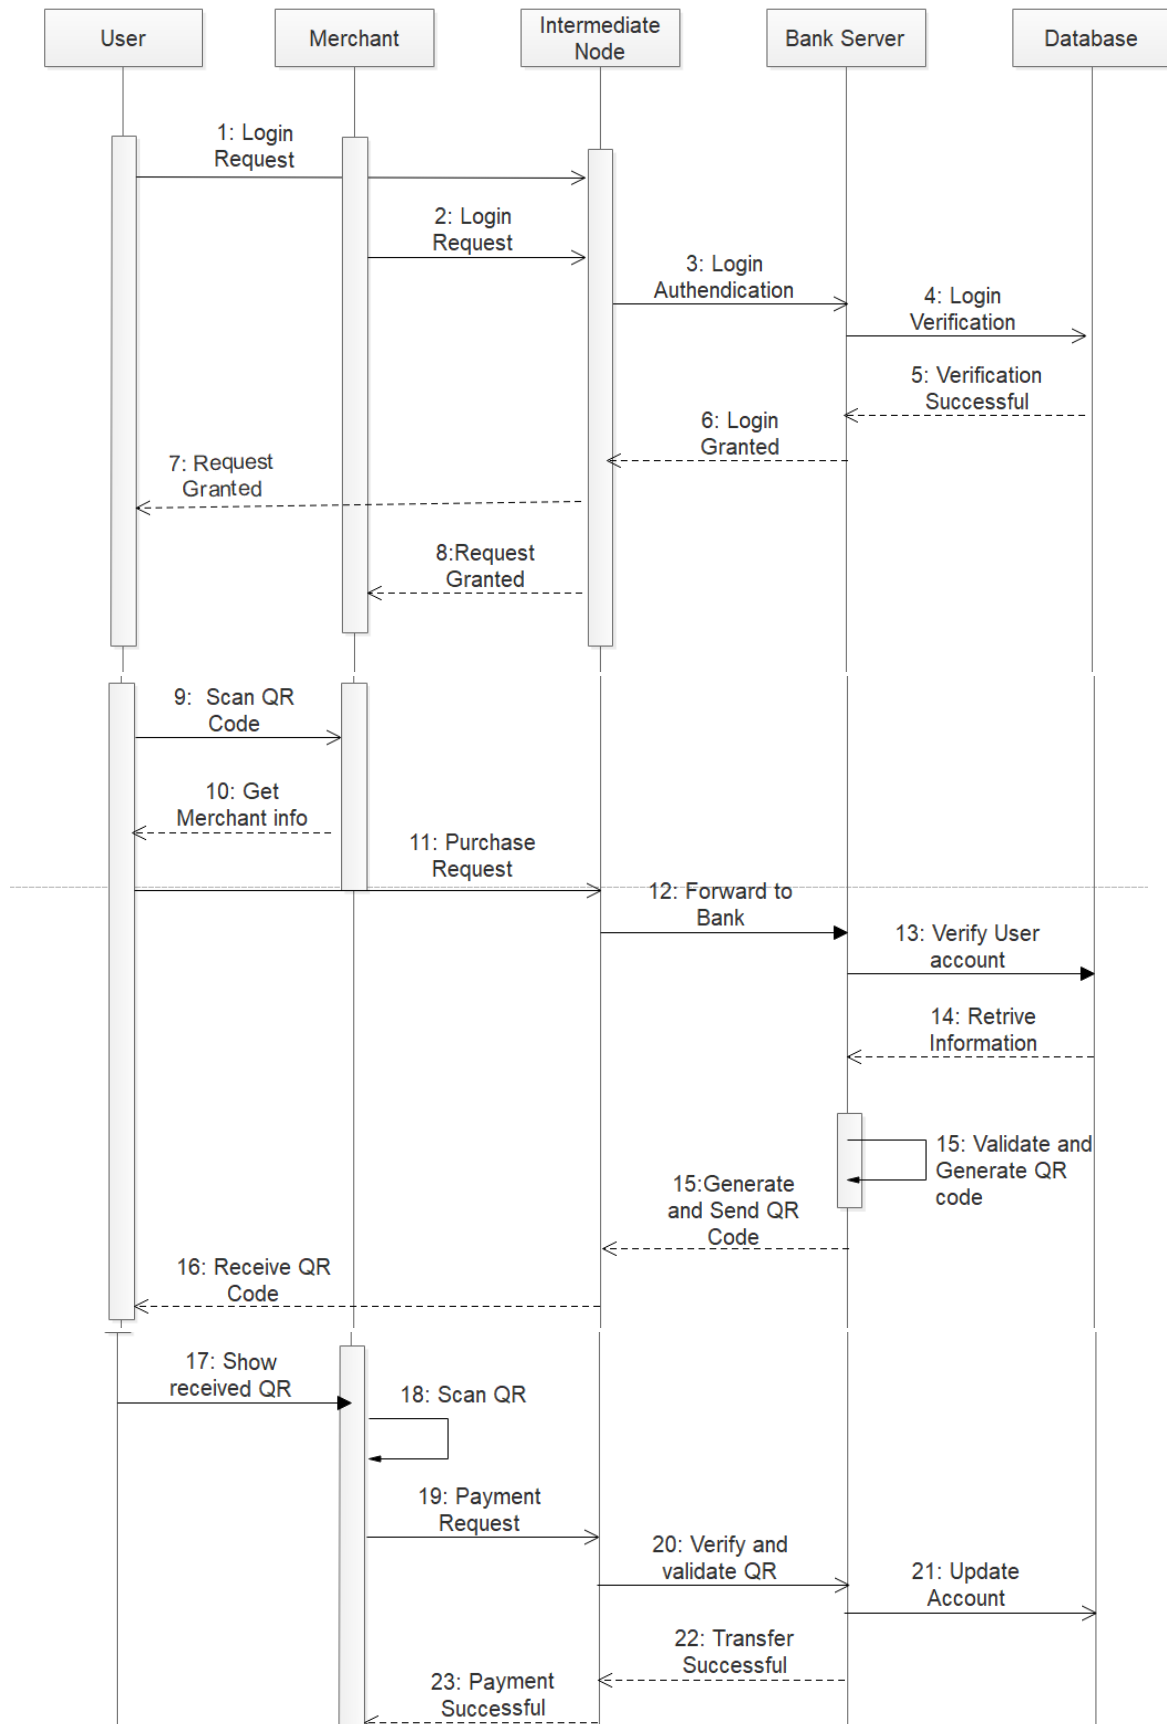 User
Merchant
Intermediate
Node
Bank Server
Database
1: Login
Request
2: Login
Request
3: Login
Authendication
4: Login
Verification
5: Verification
Successful
6: Login
Granted
7: Request
Granted
8:Request
Granted
9:  Scan QR
Code
10: Get
Merchant info
11: Purchase
Request
12: Forward to
Bank
13: Verify User
account
14: Retrive
Information
15: Validate and
Generate QR
code
15:Generate
and Send QR
Code
16: Receive QR
Code
17: Show
received QR
18: Scan QR
19: Payment
Request
20: Verify and
validate QR
21: Update
Account
22: Transfer
Successful
23: Payment
Successful